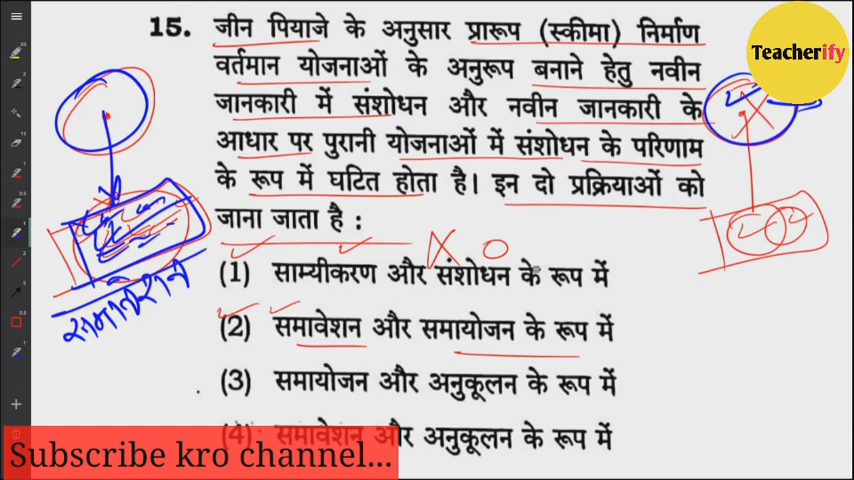 15. जीन पियाजे के अनुसार प्रारूप (स्कीमा) निर्माण
वर्तमान योजनाओं के अनुरूप बनाने हेतु नवीन
जानकारी में संशोधन और नवीन जानकारी के
आधार पर पुरानी योजनाओं में संशोधन के परिणाम
के रूप में घटित होता है। इन दो प्रक्रियाओं को
जाना जाता है :
(1) साम्यीकरण और संशोधन के रूप में
(2) समावेशन और समायोजन के रूप में
(3) समायोजन और अनुकूलन के रूप में
(4) समावेशन और अनुकूलन के रूप में
Teacherify
Subscribe kro channel...